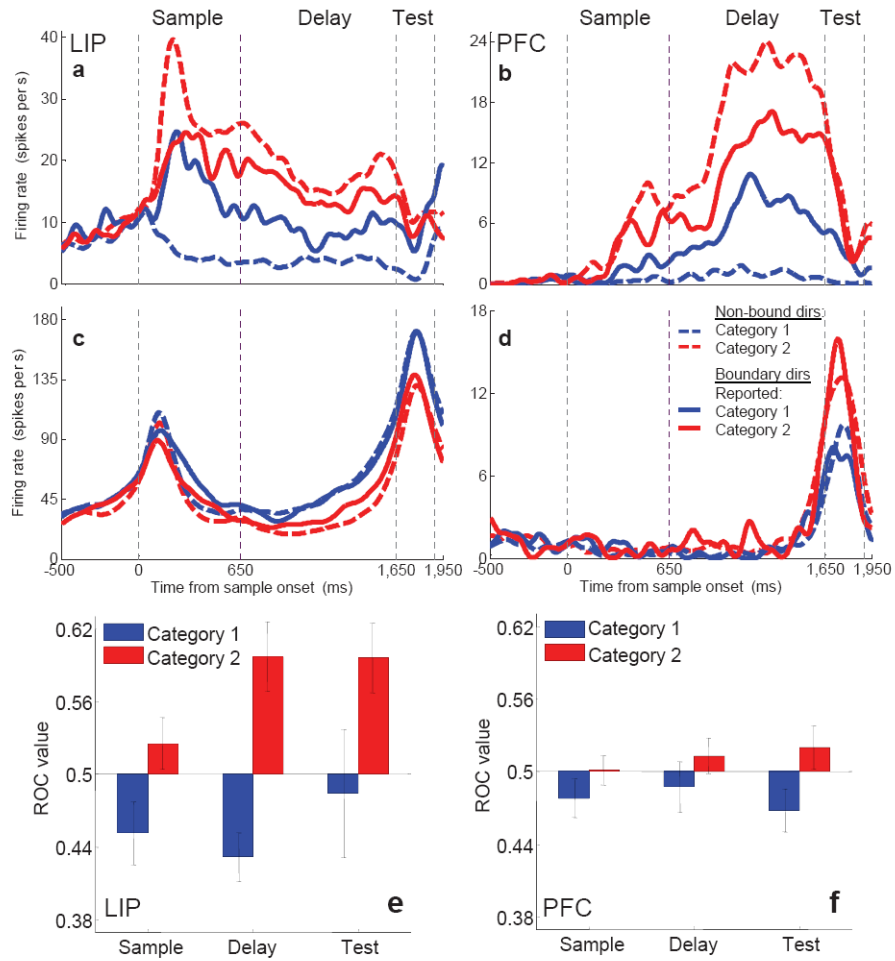 Sample Delay Test
Sample Delay Test
LIP
a
40
30
20
10
0
Firing rate (spikes per s)
PFC
b
24
18
12
6
0
Firing rate (spikes per s)
c
180
135
90
45
0
Firing rate (spikes per s)
-500 0 650 1,650 1,950
Time from sample onset (ms)
d
18
12
6
0
Non-bound dirs:
Category 1
Category 2
Boundary dirs
Reported:
Category 1
Category 2
-500 0 650 1,650 1,950
Time from sample onset (ms)
0.62
0.56
0.5
0.44
0.38
ROC value
Category 1
Category 2
LIP
e
Sample Delay Test
0.62
0.56
0.5
0.44
0.38
ROC value
Category 1
Category 2
PFC
f
Sample Delay Test